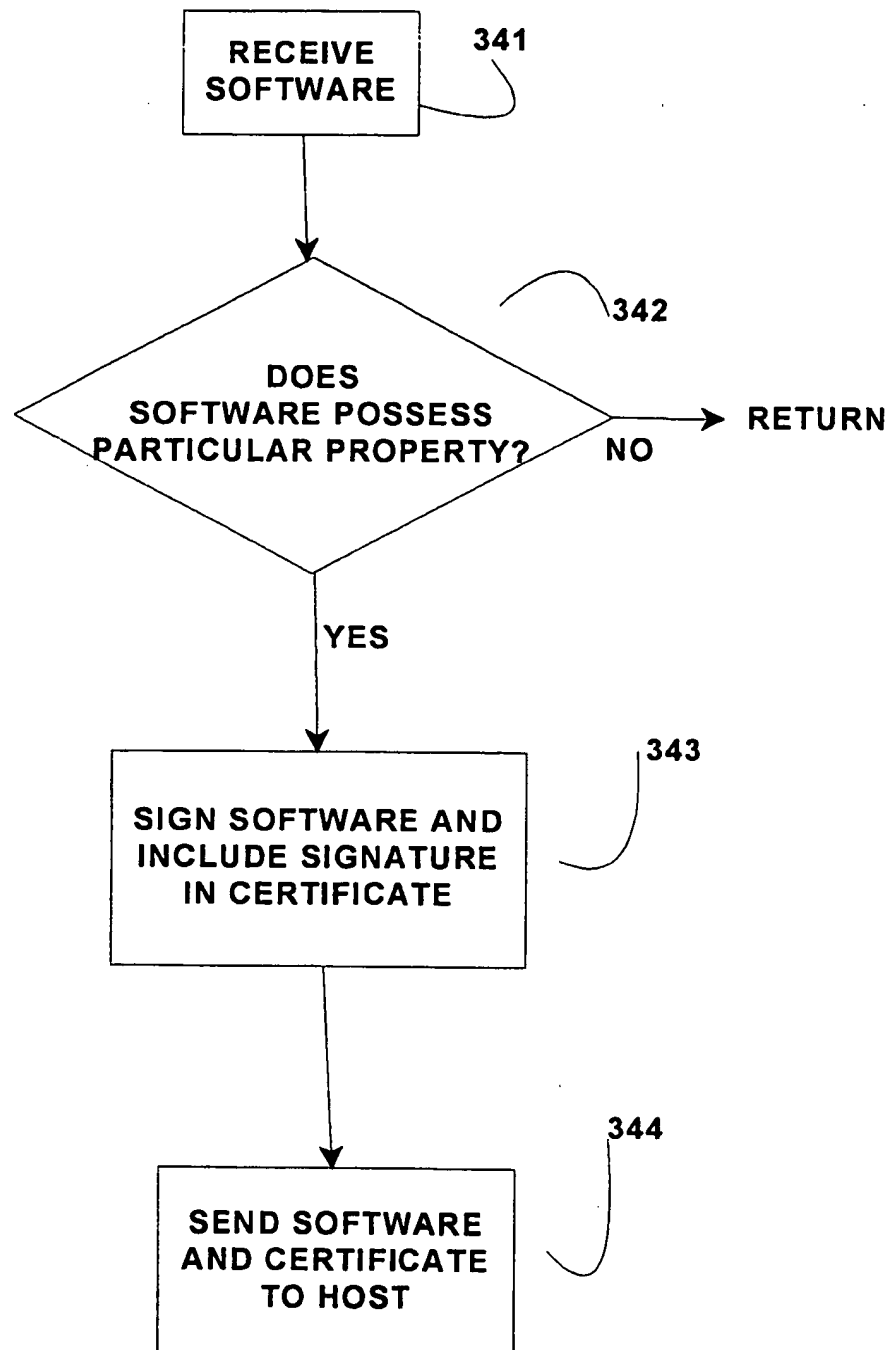 RECEIVE
SOFTWARE
341
342
DOES
SOFTWARE POSSESS
PARTICULAR PROPERTY?
NO
RETURN
YES
343
SIGN SOFTWARE AND
INCLUDE SIGNATURE
IN CERTIFICATE
344
SEND SOFTWARE
AND CERTIFICATE
TO HOST